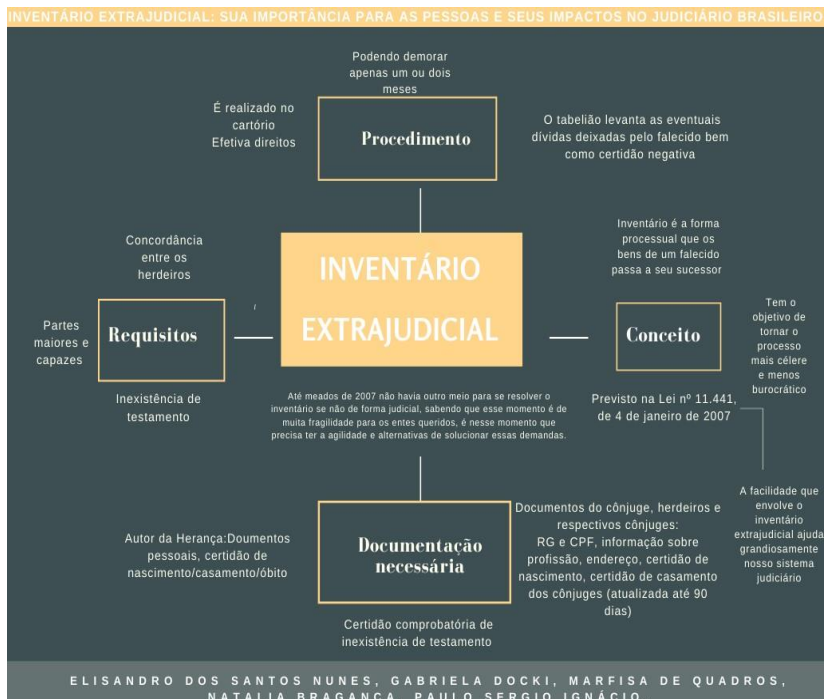 INVENTÁRIO EXTRAJUDICIAL: SUA IMPORTÂNCIA PARA AS PESSOAS E SEUS IMPACTOS NO JUDICIÁRIO BRASILEIRO
Podendo demorar
apenas um ou dois
meses
É realizado no
cartório
Efetiva direitos
Procedimento
O tabelião levanta as eventuais
dívidas deixadas pelo falecido bem
como certidão negativa
Concordância
entre os
herdeiros
Partes
maiores e
capazes
Requisitos
Inexistência de
testamento
INVENTÁRIO
EXTRAJUDICIAL
Inventário é a forma
processual que os
bens de um falecido
passa a seu sucessor
Conceito
Tem o
objetivo de
tornar o
processo
mais célere
e menos
burocrático
Previsto na Lei nº 11.441,
de 4 de janeiro de 2007
A facilidade que
envolve o
inventário
extrajudicial ajuda
grandiosamente
nosso sistema
judiciário
Até meados de 2007 não havia outro meio para se resolver o
inventário se não de forma judicial, sabendo que esse momento é de
muita fragilidade para os entes queridos, é nesse momento que
precisa ter a agilidade e alternativas de solucionar essas demandas.
Autor da Herança:Doumentos
pessoais, certidão de
nascimento/casamento/óbito
Documentação
necessária
Documentos do cônjuge, herdeiros e
respectivos cônjuges:
RG e CPF, informação sobre
profissão, endereço, certidão de
nascimento, certidão de casamento
dos cônjuges (atualizada até 90
dias)
Certidão comprobatória de
inexistência de testamento
ELISANDRO DOS SANTOS NUNES, GABRIELA DOCKI, MARFISA DE QUADROS,
NATALIA BRAGANÇA, PAULO SERGIO IGNÁCIO